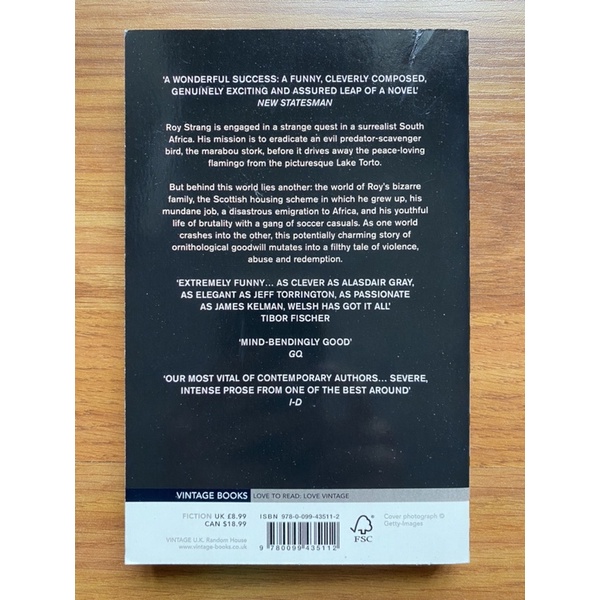 ‘A WONDERFUL SUCCESS: A FUNNY, CLEVERLY COMPOSED,
GENUINELY EXCITING AND ASSURED LEAP OF A NOVEL’
NEW STATESMAN
Roy Strang is engaged in a strange quest in a surrealist South
Africa. His mission is to eradicate an evil predator-scavenger
bird, the marabou stork, before it drives away the peace-loving
flamingo from the picturesque Lake Torto.
But behind this world lies another: the world of Roy’s bizarre
family, the Scottish housing scheme in which he grew up, his
mundane job, a disastrous emigration to Africa, and his youthful
life of brutality with a gang of soccer casuals. As one world
crashes into the other, this potentially charming story of
ornithological goodwill mutates into a filthy tale of violence,
abuse and redemption.
‘EXTREMELY FUNNY... AS CLEVER AS ALASDAIR GRAY,
AS ELEGANT AS JEFF TORRINGTON, AS PASSIONATE
AS JAMES KELMAN, WELSH HAS GOT IT ALL’
TIBOR FISCHER
‘MIND-BENDINGLY GOOD’
GQ
‘OUR MOST VITAL OF CONTEMPORARY AUTHORS... SEVERE,
INTENSE PROSE FROM ONE OF THE BEST AROUND’
I-D
VINTAGE BOOKS LOVE TO READ: LOVE VINTAGE
FICTION UK £8.99
CAN $18.99
VINTAGE U.K. Random House
www.vintage-books.co.uk
ISBN 978-0-099-43511-2
9 780099 435112
FSC
Cover photograph ©
Getty-Images